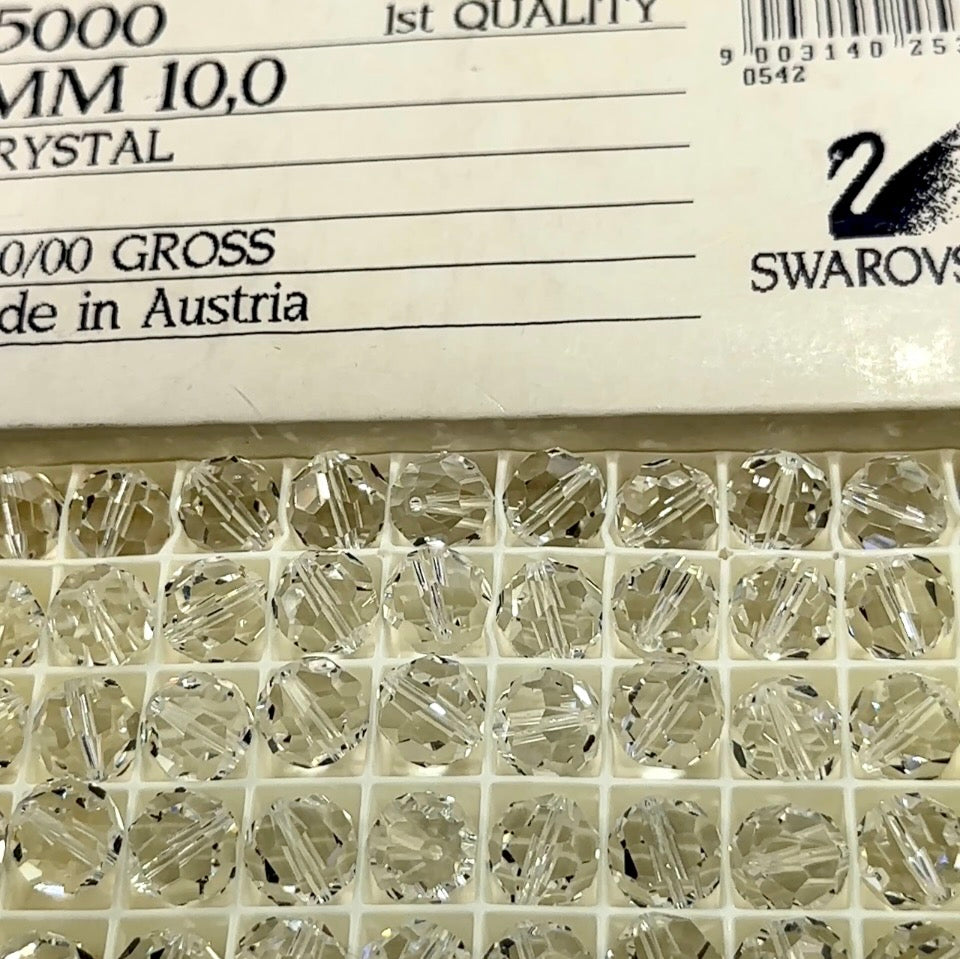 5000
1st QUALITY
MM 10,0
RYSTAL
0/00 GROSS
de in Austria
9 003140 253
0542
SWAROVS